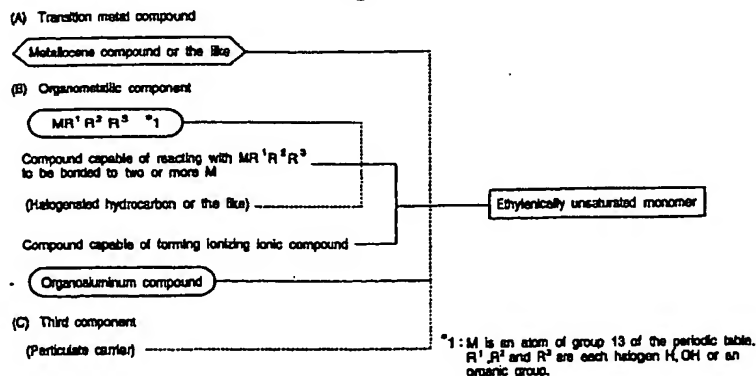 (A) Transition metal compound
Metallocene compound or the like
(B) Organometallic component
MR¹ R² R³ *1
Compound capable of reacting with MR¹R²R³
to be bonded to two or more M
(Halogenated hydrocarbon or the like)
Ethylenically unsaturated monomer
Compound capable of forming ionizing ionic compound
Organoaluminum compound
(C) Third component
(Particulate carrier)
*1 : M is an atom of group 13 of the periodic table.
R¹, R² and R³ are each halogen H, OH or an
organic group.